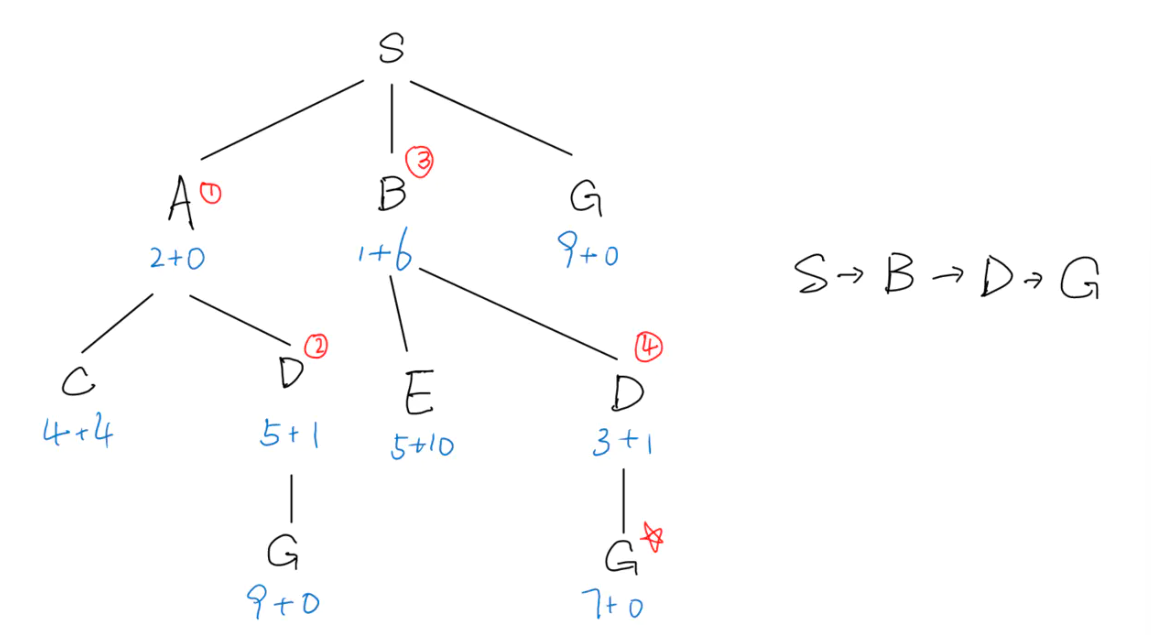 S
③
A ① B G
2+0 1+6 9+0
S→B→D→G
② ④
C D E D
4+4 5+1 5+10 3+1
G G
9+0 7+0